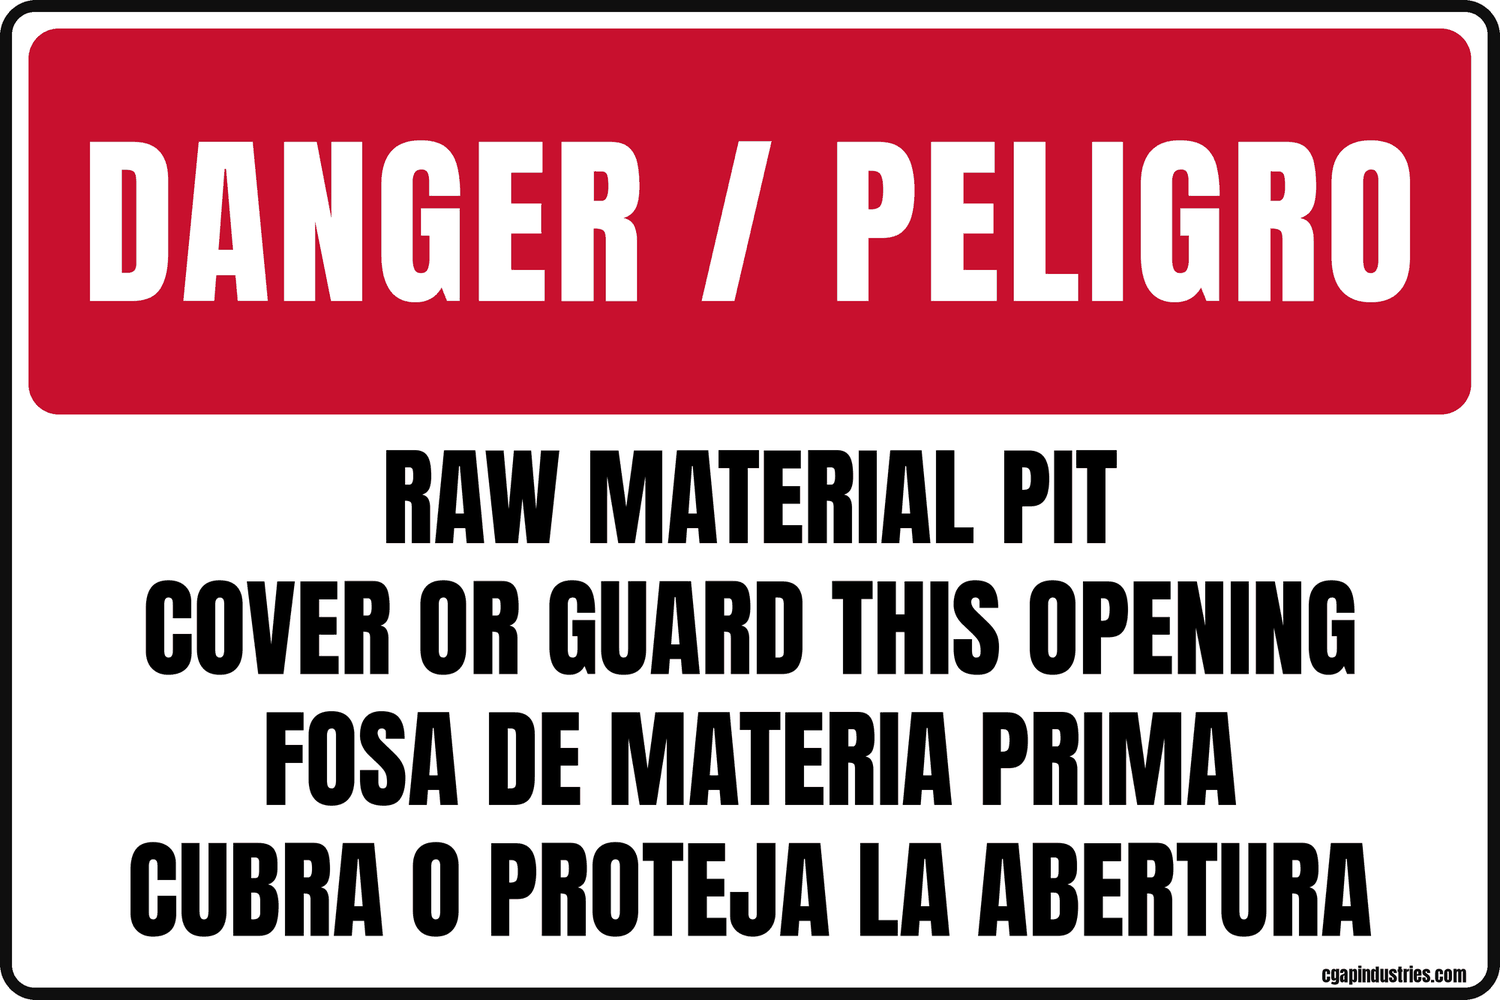 DANGER / PELIGRO
RAW MATERIAL PIT
COVER OR GUARD THIS OPENING
FOSA DE MATERIA PRIMA
CUBRA O PROTEJA LA ABERTURA
cgapindustries.com